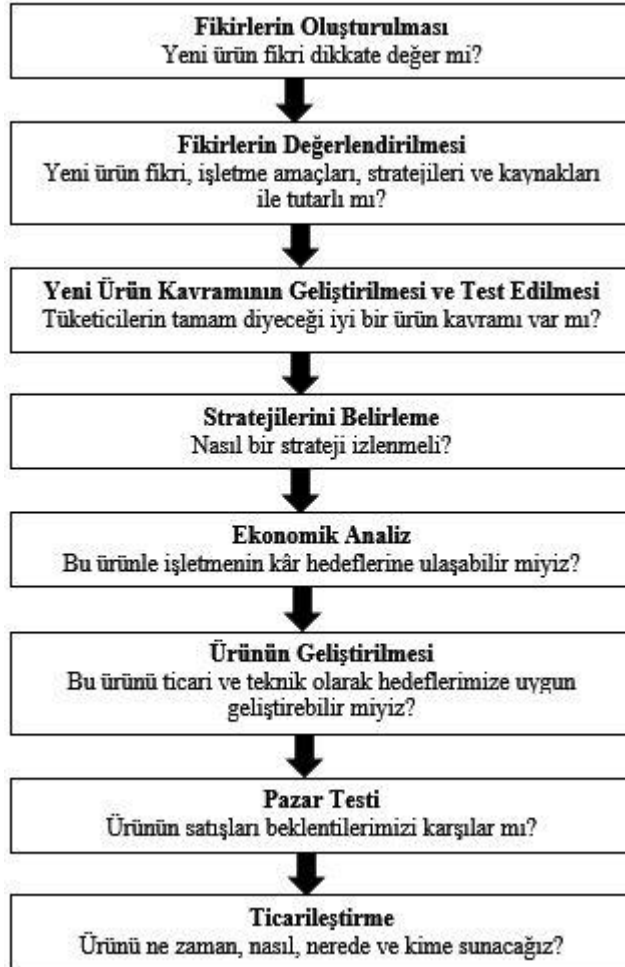 Fikirlerin Oluşturulması
Yeni ürün fikri dikkate değer mi?
Fikirlerin Değerlendirilmesi
Yeni ürün fikri, işletme amaçları, stratejileri ve kaynakları
ile tutarlı mı?
Yeni Ürün Kavramının Geliştirilmesi ve Test Edilmesi
Tüketicilerin tamam diyeceği iyi bir ürün kavramı var mı?
Stratejilerini Belirleme
Nasıl bir strateji izlenmeli?
Ekonomik Analiz
Bu ürünle işletmenin kâr hedeflerine ulaşabilir miyiz?
Ürünün Geliştirilmesi
Bu ürünü ticari ve teknik olarak hedeflerimize uygun
geliştirebilir miyiz?
Pazar Testi
Ürünün satışları beklentilerimizi karşılar mı?
Ticarileştirme
Ürünü ne zaman, nasıl, nerede ve kime sunacağız?